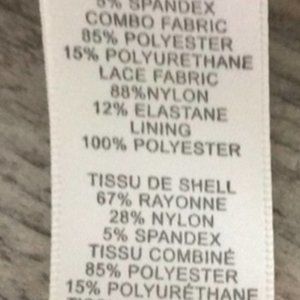 5% SPANDEX
COMBO FABRIC
85% POLYESTER
15% POLYURETHANE
LACE FABRIC
88%NYLON
12% ELASTANE
LINING
100% POLYESTER
TISSU DE SHELL
67% RAYONNE
28% NYLON
5% SPANDEX
TISSU COMBINÉ
85% POLYESTER
15% POLYURÉTHANE